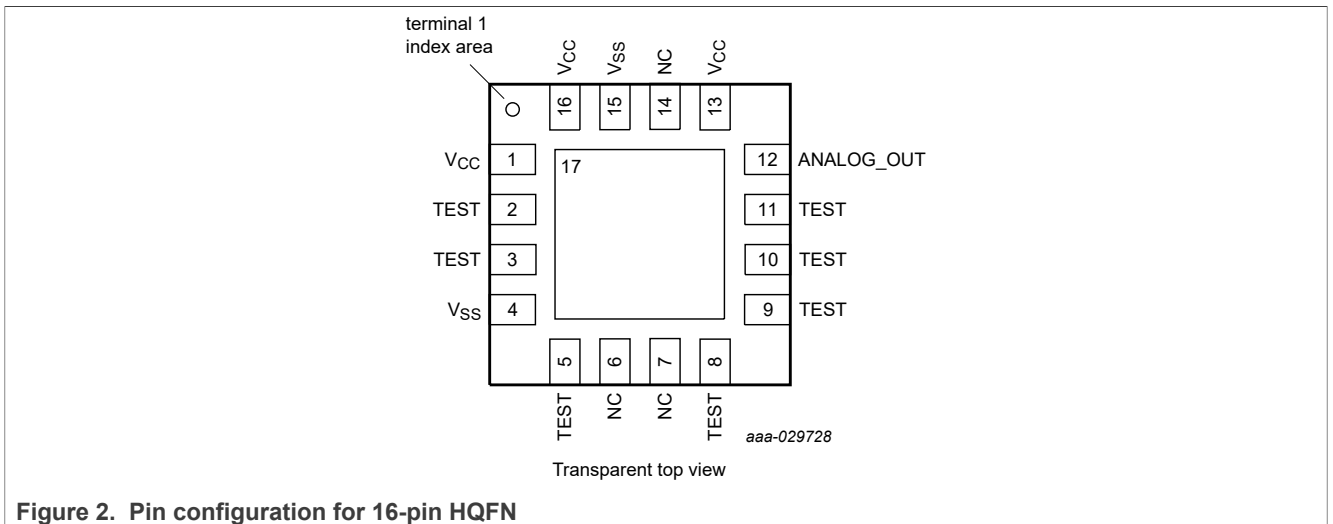 terminal 1
index area
VCC
VSS
NC
VCC
16
15
14
13
VCC 1
17
12 ANALOG_OUT
TEST 2
11 TEST
TEST 3
10 TEST
VSS 4
9 TEST
5
6
7
8
TEST
NC
NC
TEST
aaa-029728
Transparent top view
Figure 2. Pin configuration for 16-pin HQFN